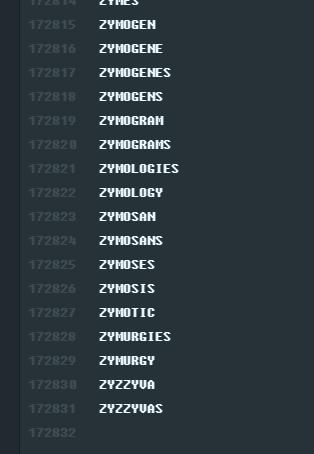 172814 ZYMES
172815 ZYMOGEN
172816 ZYMOGENE
172817 ZYMOGENES
172818 ZYMOGENS
172819 ZYMOGRAM
172820 ZYMOGRAMS
172821 ZYMOLOGIES
172822 ZYMOLOGY
172823 ZYMOSAN
172824 ZYMOSANS
172825 ZYMOSES
172826 ZYMOSIS
172827 ZYMOTIC
172828 ZYMURGIES
172829 ZYMURGY
172830 ZYZZYVA
172831 ZYZZYVAS
172832